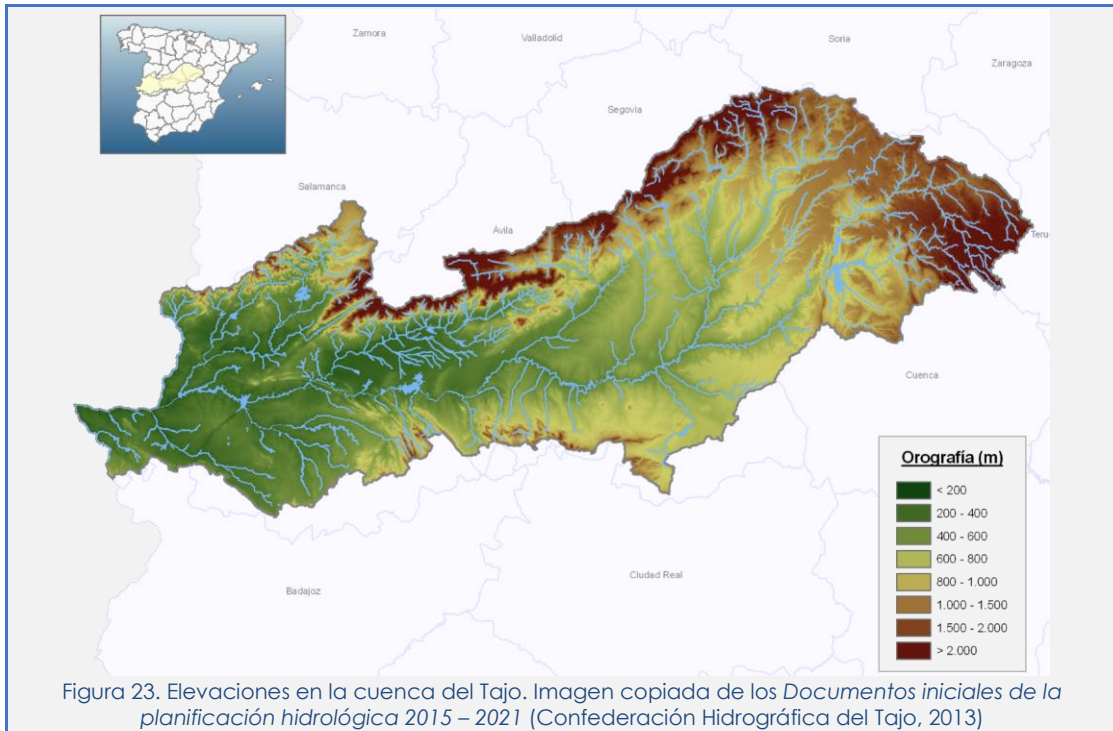 Zamora
Valladolid
Soria
Zaragoza
Segovia
Salamanca
Ávila
Teru
Cuenca
Badajoz
Ciudad Real
Orografía (m)
< 200
200 - 400
400 - 600
600 - 800
800 - 1.000
1.000 - 1.500
1.500 - 2.000
> 2.000
Figura 23. Elevaciones en la cuenca del Tajo. Imagen copiada de los Documentos iniciales de la
planificación hidrológica 2015 – 2021 (Confederación Hidrográfica del Tajo, 2013)